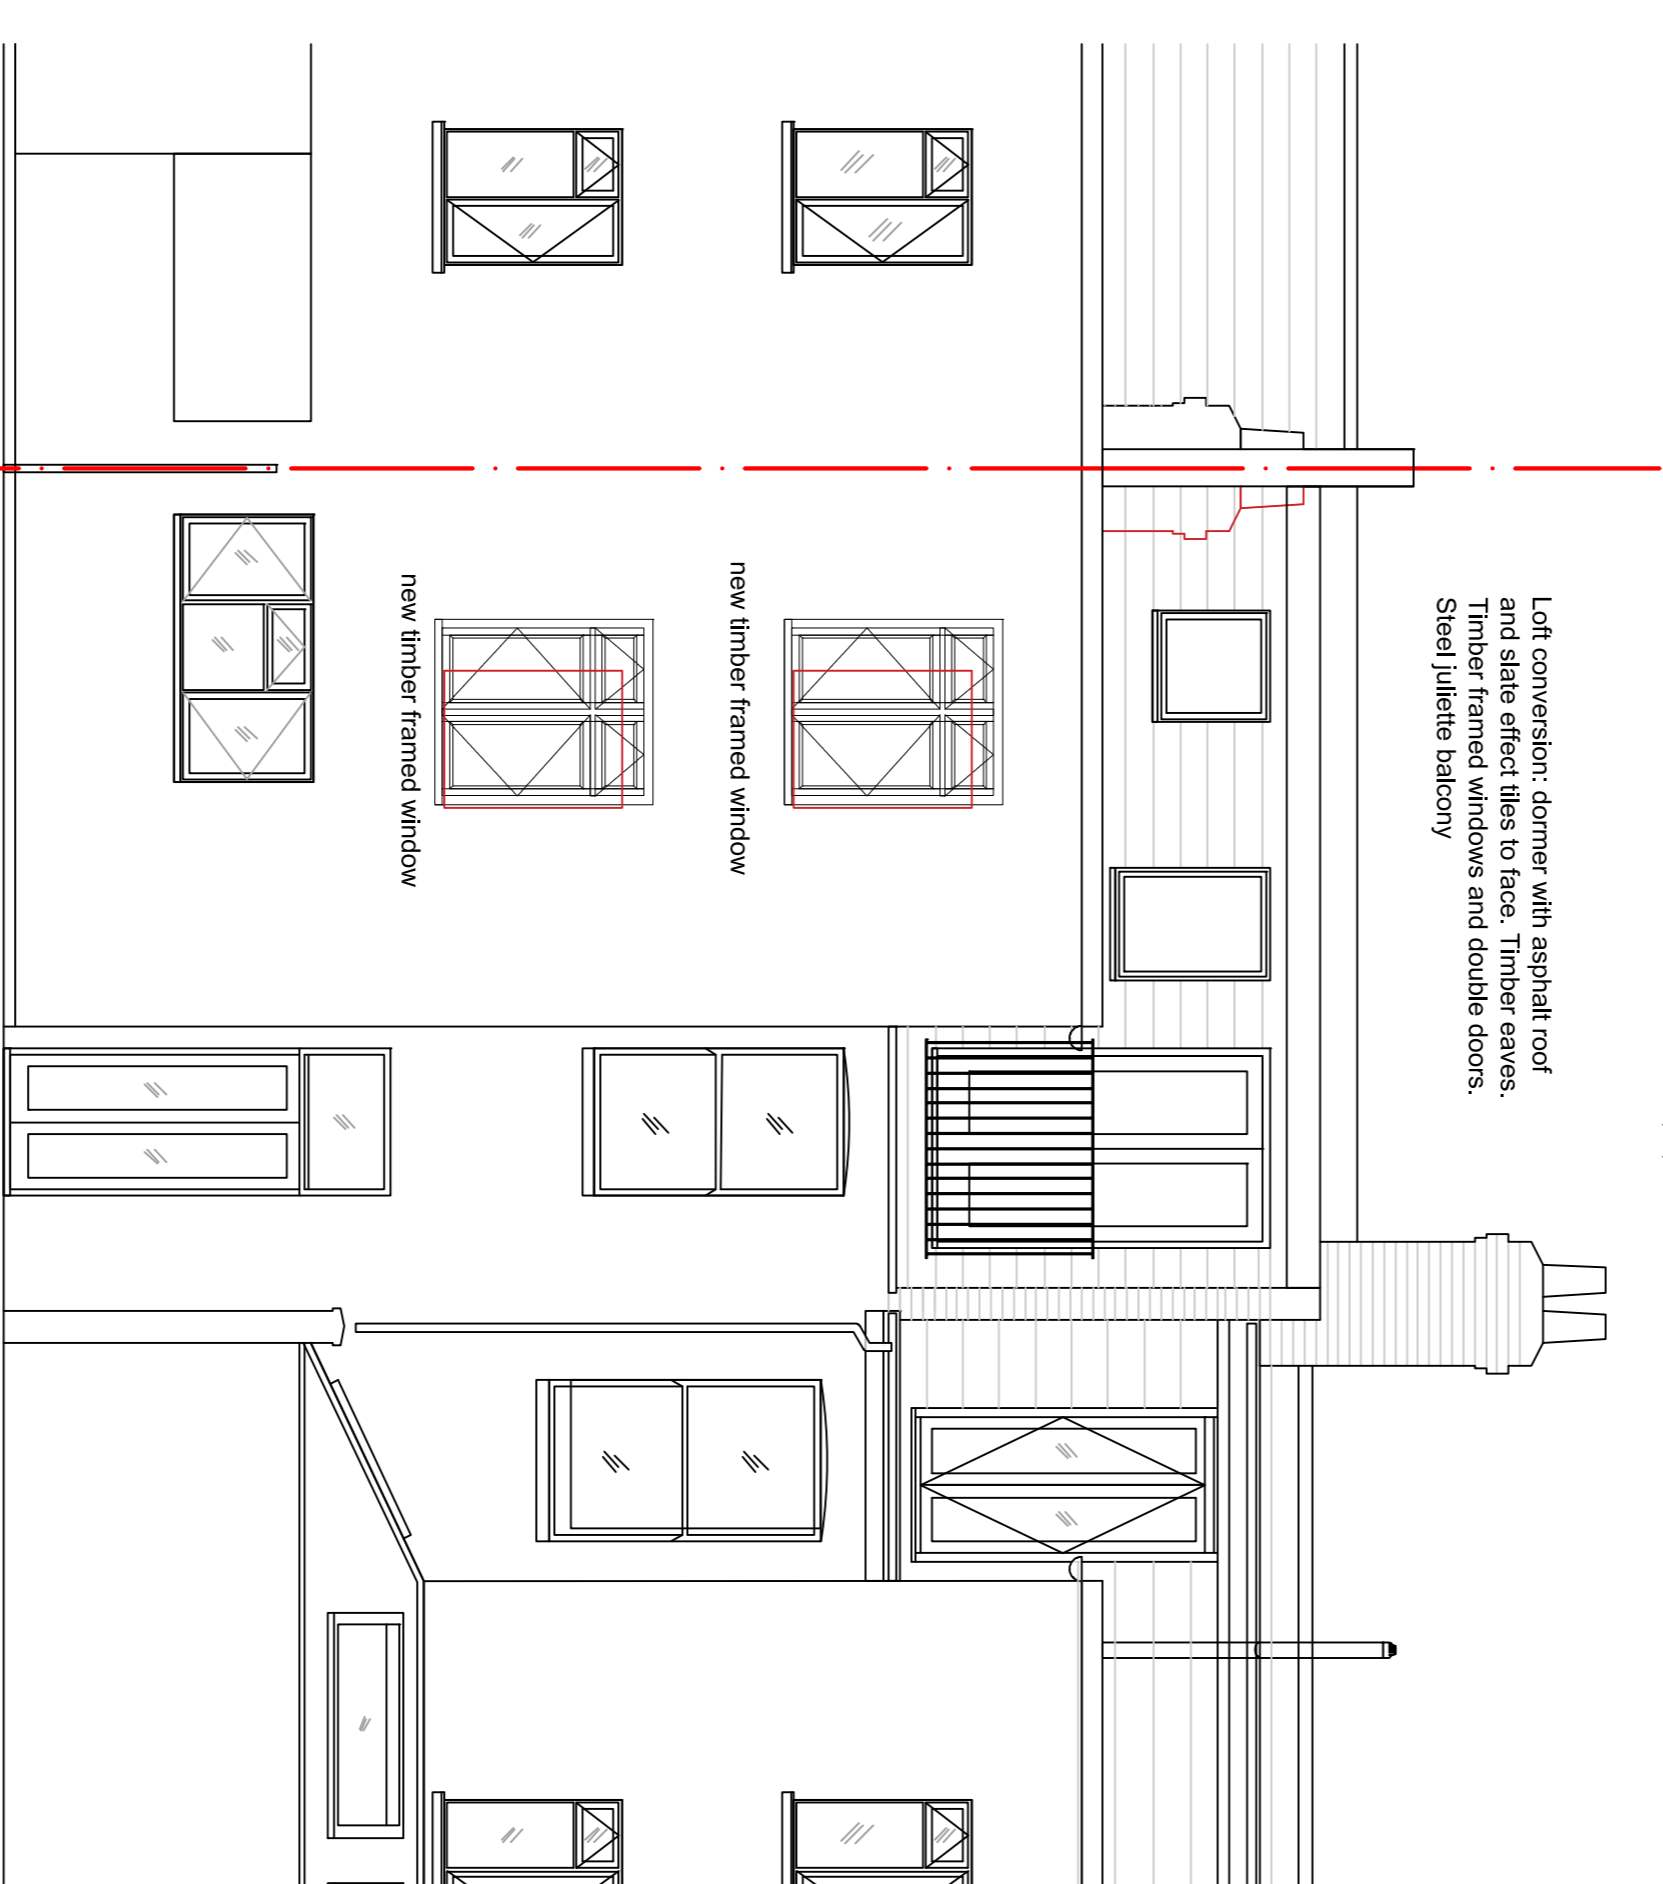 Loft conversion: dormer with asphalt roof
and slate effect tiles to face. Timber eaves.
Timber framed windows and double doors.
Steel juliette balcony
new timber framed window
new timber framed window